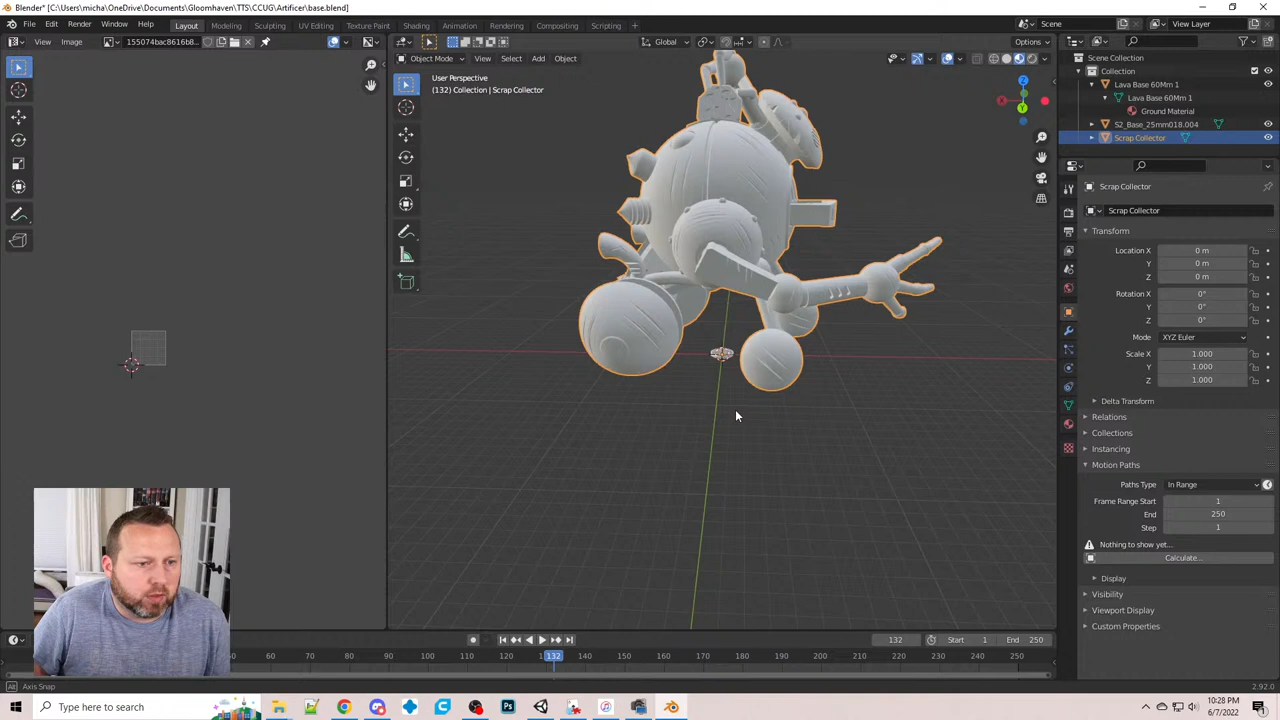 Blender* [C:\Users\micha\OneDrive\Documents\Gloomhaven\TTS\CCUG\Artificer\base.blend]
File Edit Render Window Help Layout Modeling Sculpting UV Editing Texture Paint Shading Animation Rendering Compositing Scripting Scene View Layer
View Image 155074bac8616b8... Global Options
Object Mode View Select Add Object
User Perspective
(132) Collection | Scrap Collector
X
Y
Z
Scene Collection
Collection
Lava Base 60Mm 1
Lava Base 60Mm 1
Ground Material
S2_Base_25mm018.004
Scrap Collector
Scrap Collector
Scrap Collector
Transform
Location X 0 m
Y 0 m
Z 0 m
Rotation X 0°
Y 0°
Z 0°
Mode XYZ Euler
Scale X 1.000
Y 1.000
Z 1.000
Delta Transform
Relations
Collections
Instancing
Motion Paths
Paths Type In Range
Frame Range Start 1
End 250
Step 1
Nothing to show yet...
Calculate...
Display
Visibility
Viewport Display
Custom Properties
132 Start 1 End 250
50 60 70 80 90 100 110 120 132 140 150 160 170 180 190 200 210 220 230 240 250
Axis Snap 2.92.0
Type here to search
10:28 PM
6/7/2022